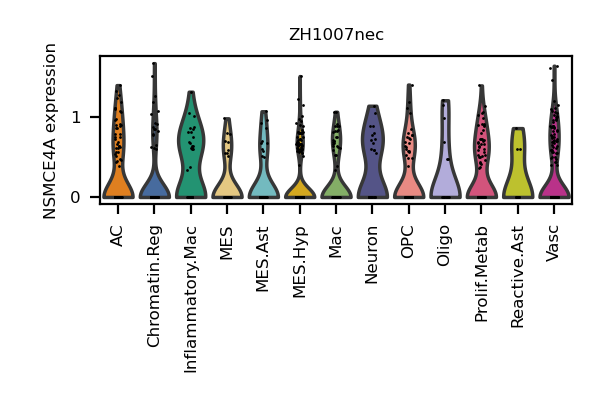 ZH1007nec
NSMCE4A expression
1
0
AC
Chromatin.Reg
Inflammatory.Mac
MES
MES.Ast
MES.Hyp
Mac
Neuron
OPC
Oligo
Prolif.Metab
Reactive.Ast
Vasc